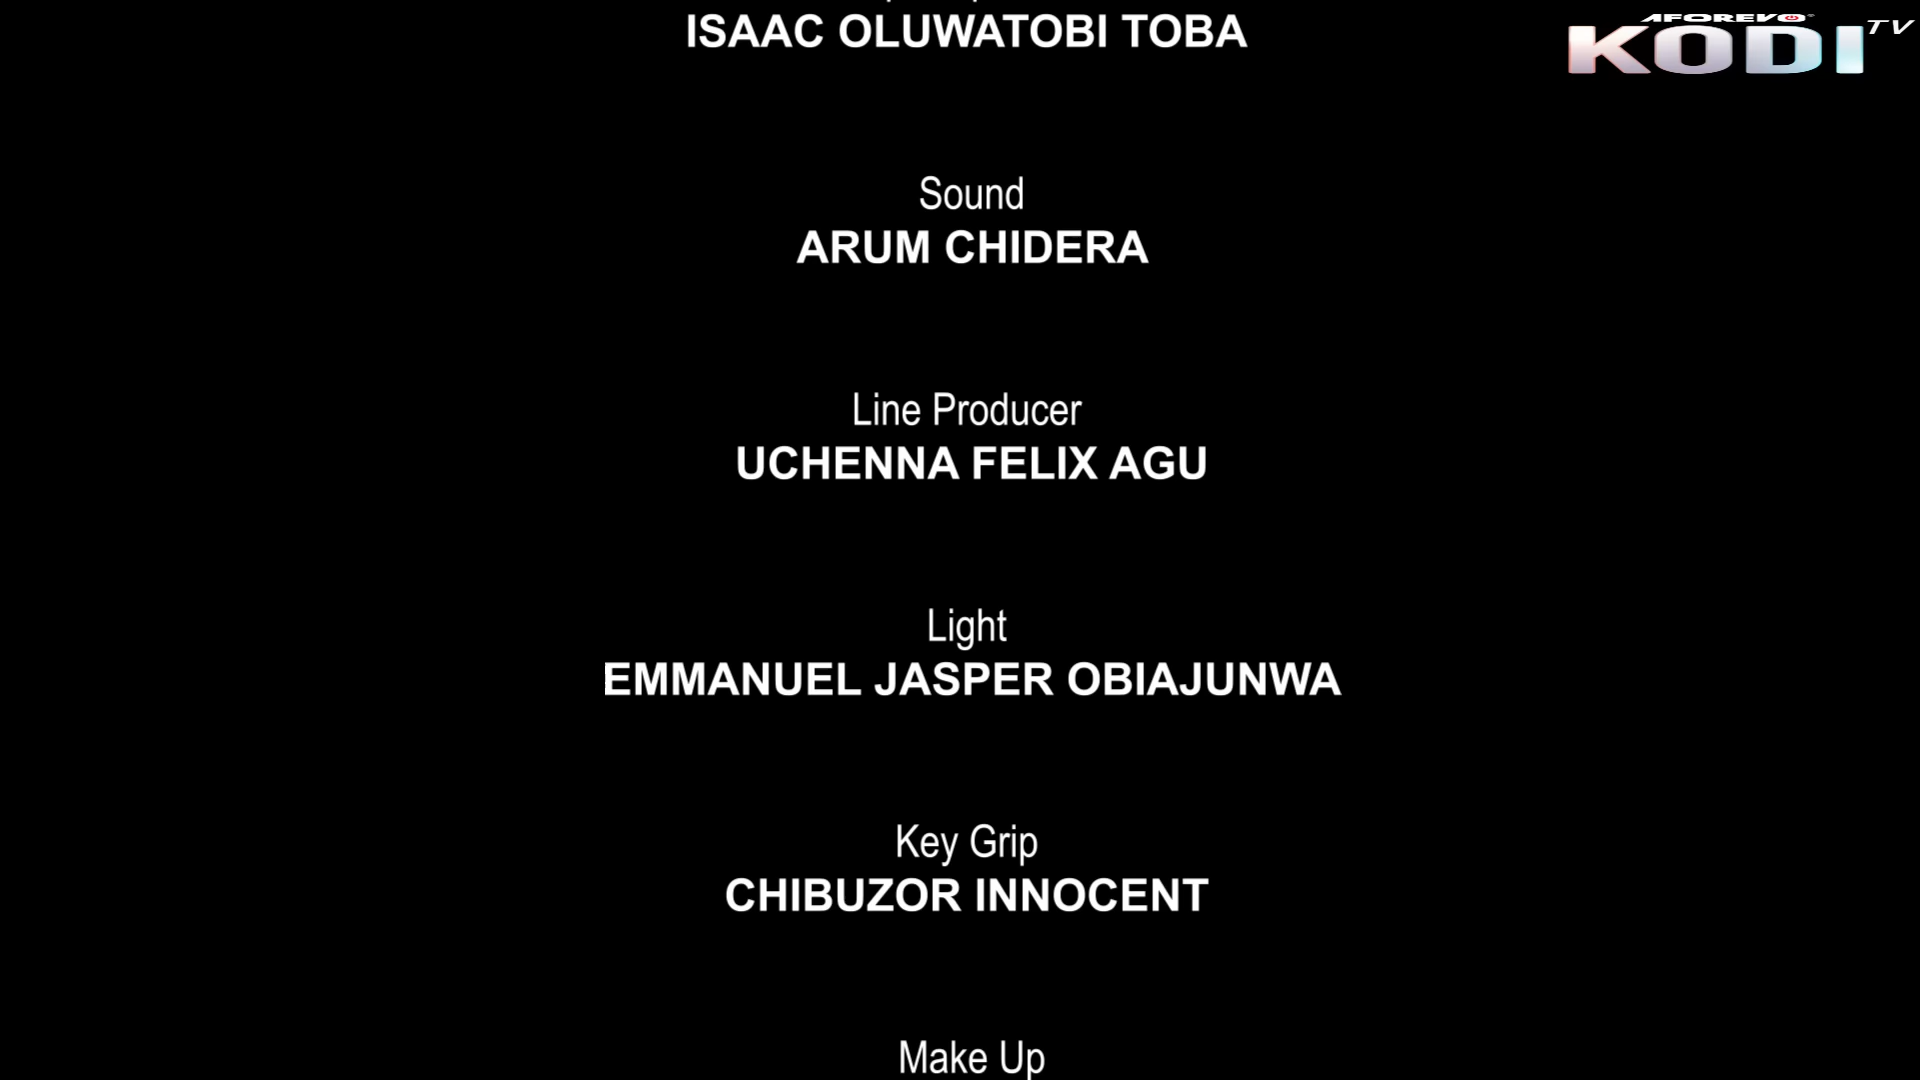 ISAAC OLUWATOBI TOBA
AFOREVO
KODI TV
Sound
ARUM CHIDERA
Line Producer
UCHENNA FELIX AGU
Light
EMMANUEL JASPER OBIAJUNWA
Key Grip
CHIBUZOR INNOCENT
Make Up